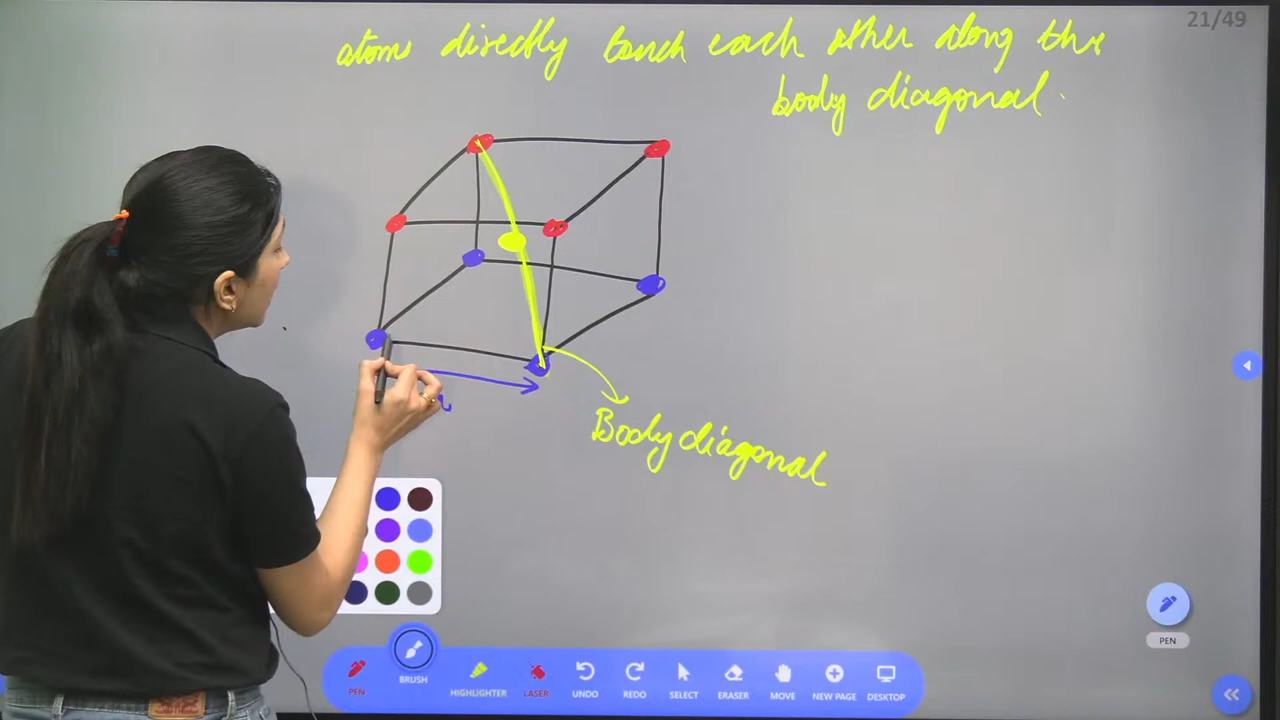 21/49
atoms directly touch each other along the
body diagonal.
Body diagonal
PEN
PEN
BRUSH
HIGHLIGHTER
LASER
UNDO
REDO
SELECT
ERASER
MOVE
NEW PAGE
DESKTOP